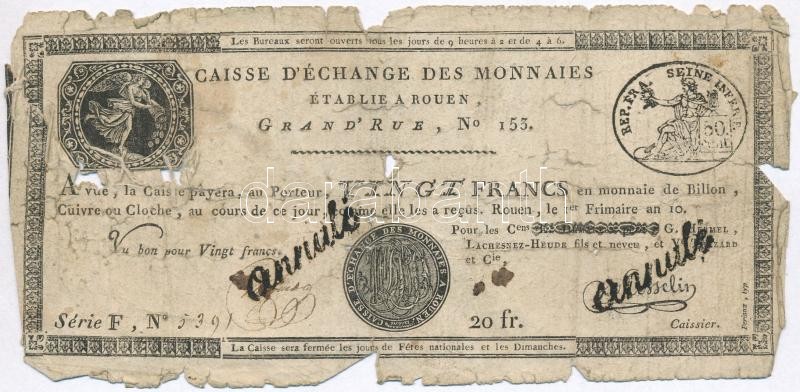 Les Bureaux seront ouverts tous les jours de 9 heures à 2 et de 4 à 6.
CAISSE D'ÉCHANGE DES MONNAIES
ÉTABLIE A ROUEN,
GRAND'RUE, No 153.
REP. FRA. SEINE INFRE.
A vue, la Caisse payera, au Porteur, VINGT FRANCS en monnaie de Billon,
Cuivre ou Cloche, au cours de ce jour, comme elle les a reçus. Rouen, le 1er Frimaire an 10.
Vu bon pour Vingt francs.
Pour les Cens G.
LACHESNEZ-HEUDE fils et neveu, et
et Cie,
annulé
annulé
CAISSE D'ÉCHANGE DES MONNAIES A ROUEN
Série F, No 5391
20 fr.
Caissier.
La Caisse sera fermée les jours de Fêtes nationales et les Dimanches.